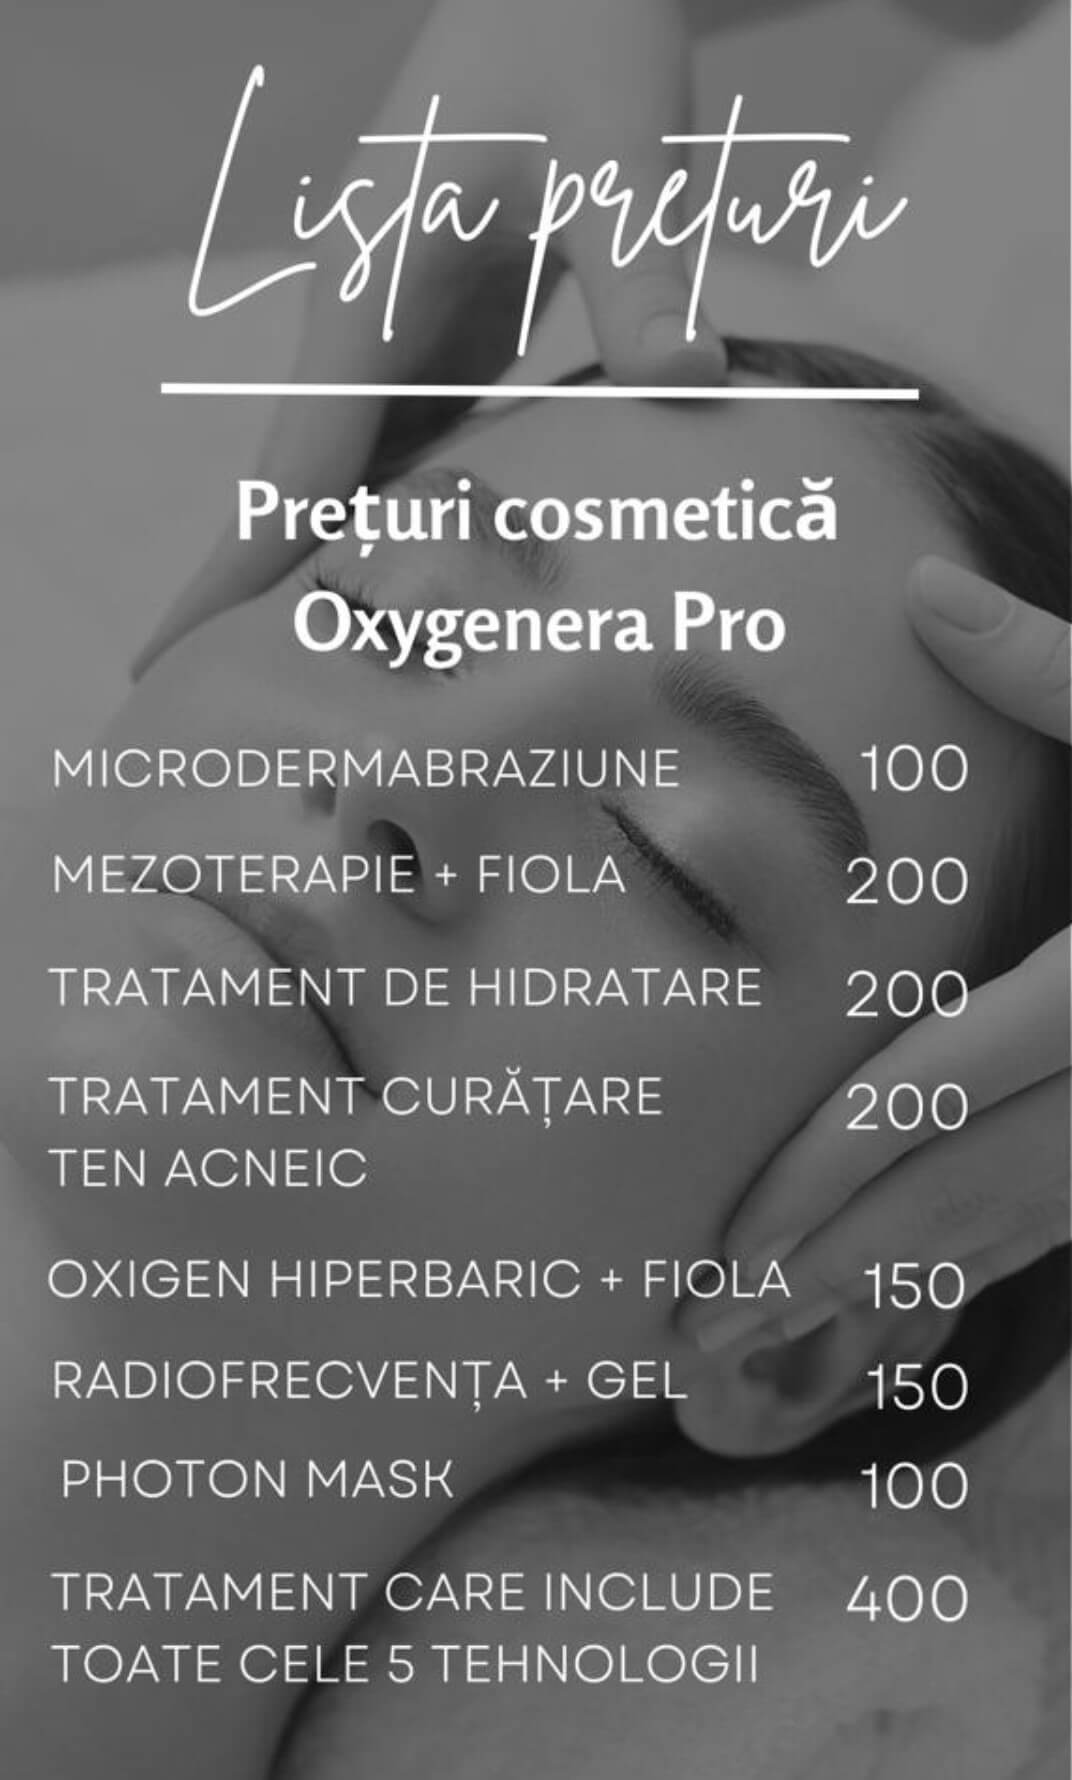 Lista prețuri
Prețuri cosmetică
Oxygenera Pro
MICRODERMABRAZIUNE 100
MEZOTERAPIE + FIOLA 200
TRATAMENT DE HIDRATARE 200
TRATAMENT CURĂȚARE 200
TEN ACNEIC
OXIGEN HIPERBARIC + FIOLA 150
RADIOFRECVENȚA + GEL 150
PHOTON MASK 100
TRATAMENT CARE INCLUDE 400
TOATE CELE 5 TEHNOLOGII